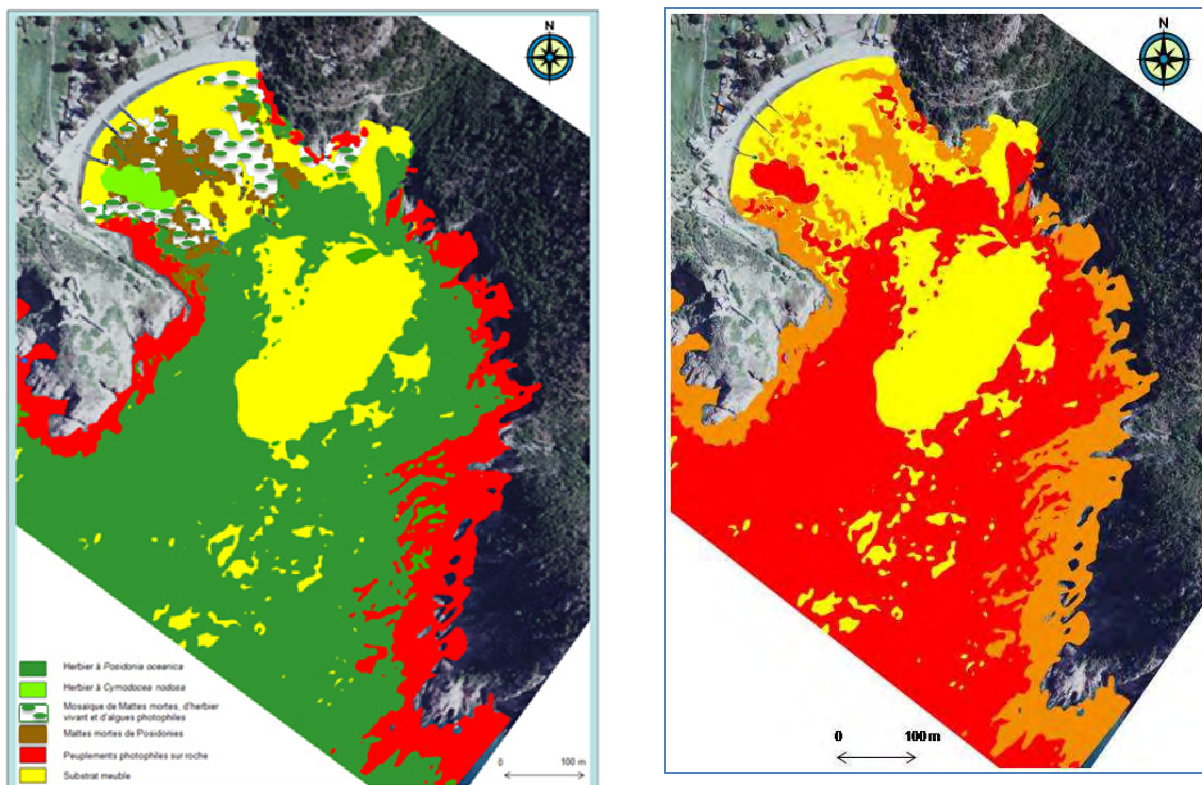 N
Herbier à Posidonia oceanica
Herbier à Cymodocea nodosa
Mosaïque de Mattes mortes, d'herbier
vivant et d'algues photophiles
Mattes mortes de Posidonies
Peuplements photophiles sur roche
Substrat meuble
0 100 m
N
0 100 m